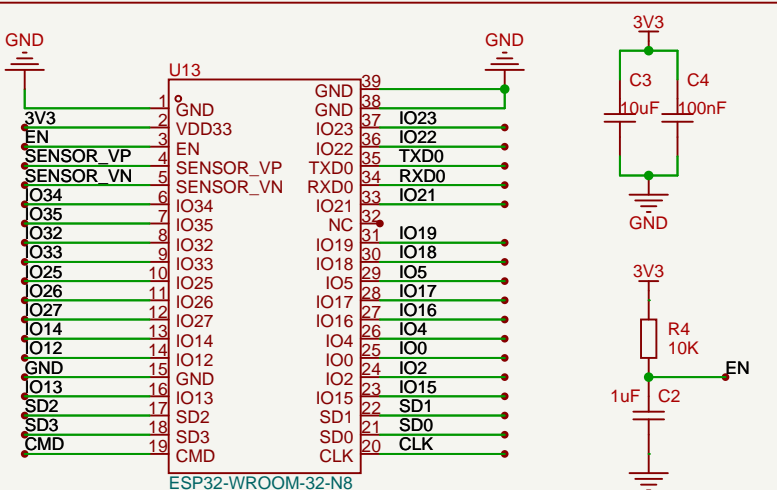 GND
GND
3V3
U13
C3
C4
10uF
100nF
GND
39
GND
1
GND
GND
38
3V3
2
VDD33
IO23
37
IO23
EN
3
EN
IO22
36
IO22
SENSOR_VP
4
SENSOR_VP
TXD0
35
TXD0
SENSOR_VN
5
SENSOR_VN
RXD0
34
RXD0
IO34
6
IO34
IO21
33
IO21
IO35
7
IO35
NC
32
IO32
8
IO32
IO19
31
IO19
IO33
9
IO33
IO18
30
IO18
IO25
10
IO25
IO5
29
IO5
IO26
11
IO26
IO17
28
IO17
IO27
12
IO27
IO16
27
IO16
IO14
13
IO14
IO4
26
IO4
IO12
14
IO12
IO0
25
IO0
GND
15
GND
IO2
24
IO2
IO13
16
IO13
IO15
23
IO15
SD2
17
SD2
SD1
22
SD1
SD3
18
SD3
SD0
21
SD0
CMD
19
CMD
CLK
20
CLK
ESP32-WROOM-32-N8
3V3
R4
10K
EN
1uF
C2